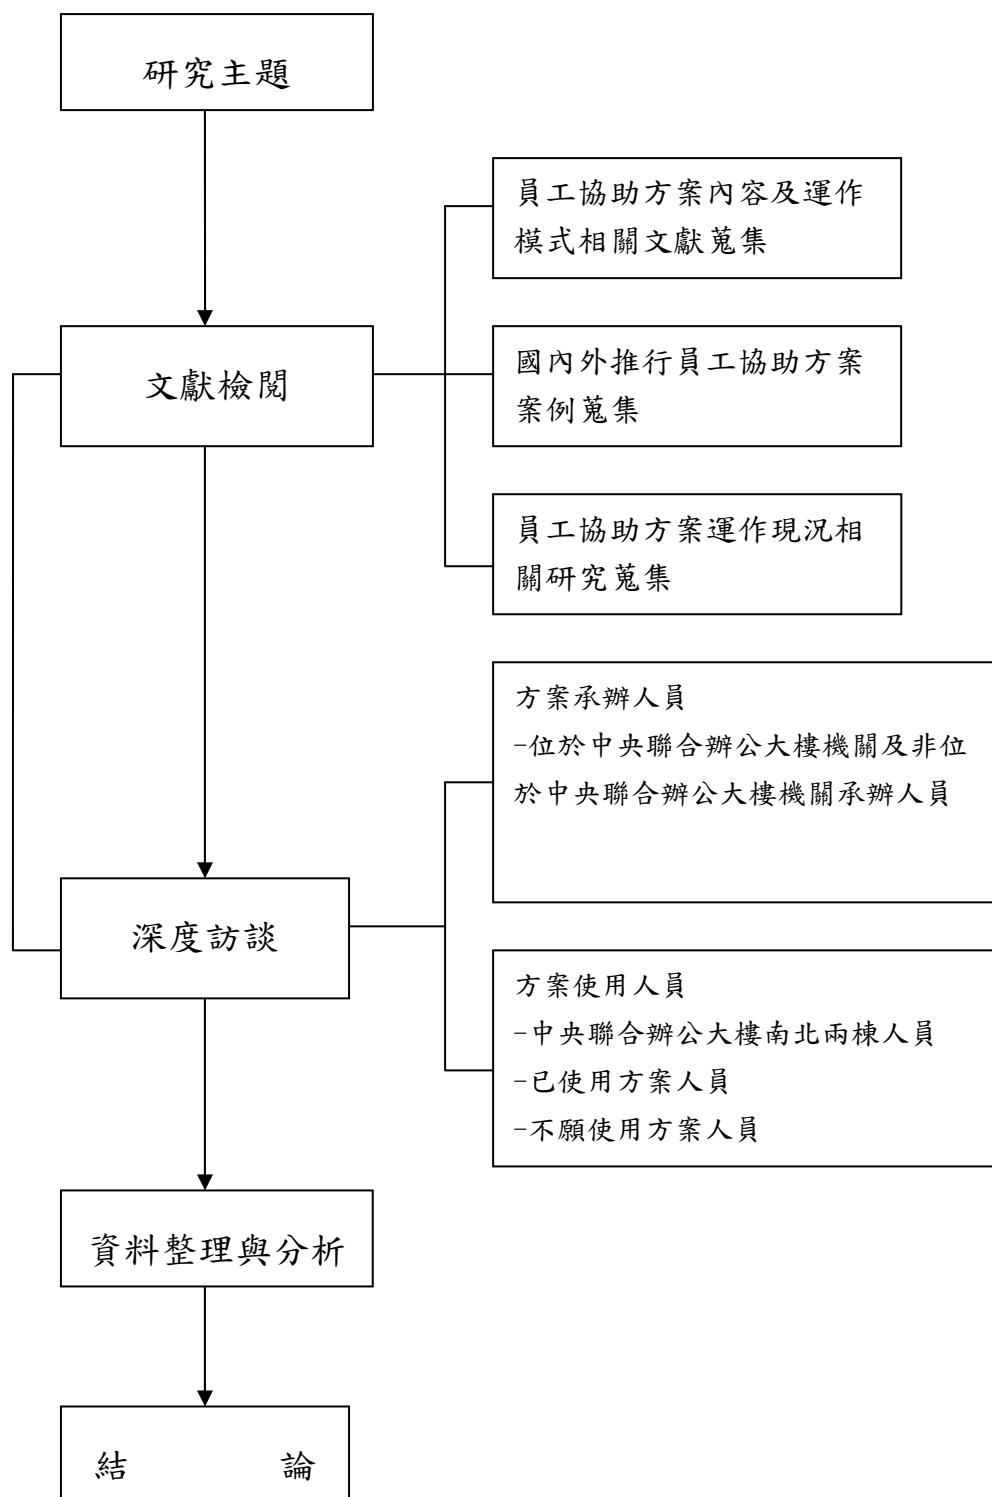 研究主題
員工協助方案內容及運作
模式相關文獻蒐集
文獻檢閱
國內外推行員工協助方案
案例蒐集
員工協助方案運作現況相
關研究蒐集
方案承辦人員
-位於中央聯合辦公大樓機關及非位
於中央聯合辦公大樓機關承辦人員
深度訪談
方案使用人員
-中央聯合辦公大樓南北兩棟人員
-已使用方案人員
-不願使用方案人員
資料整理與分析
結 論